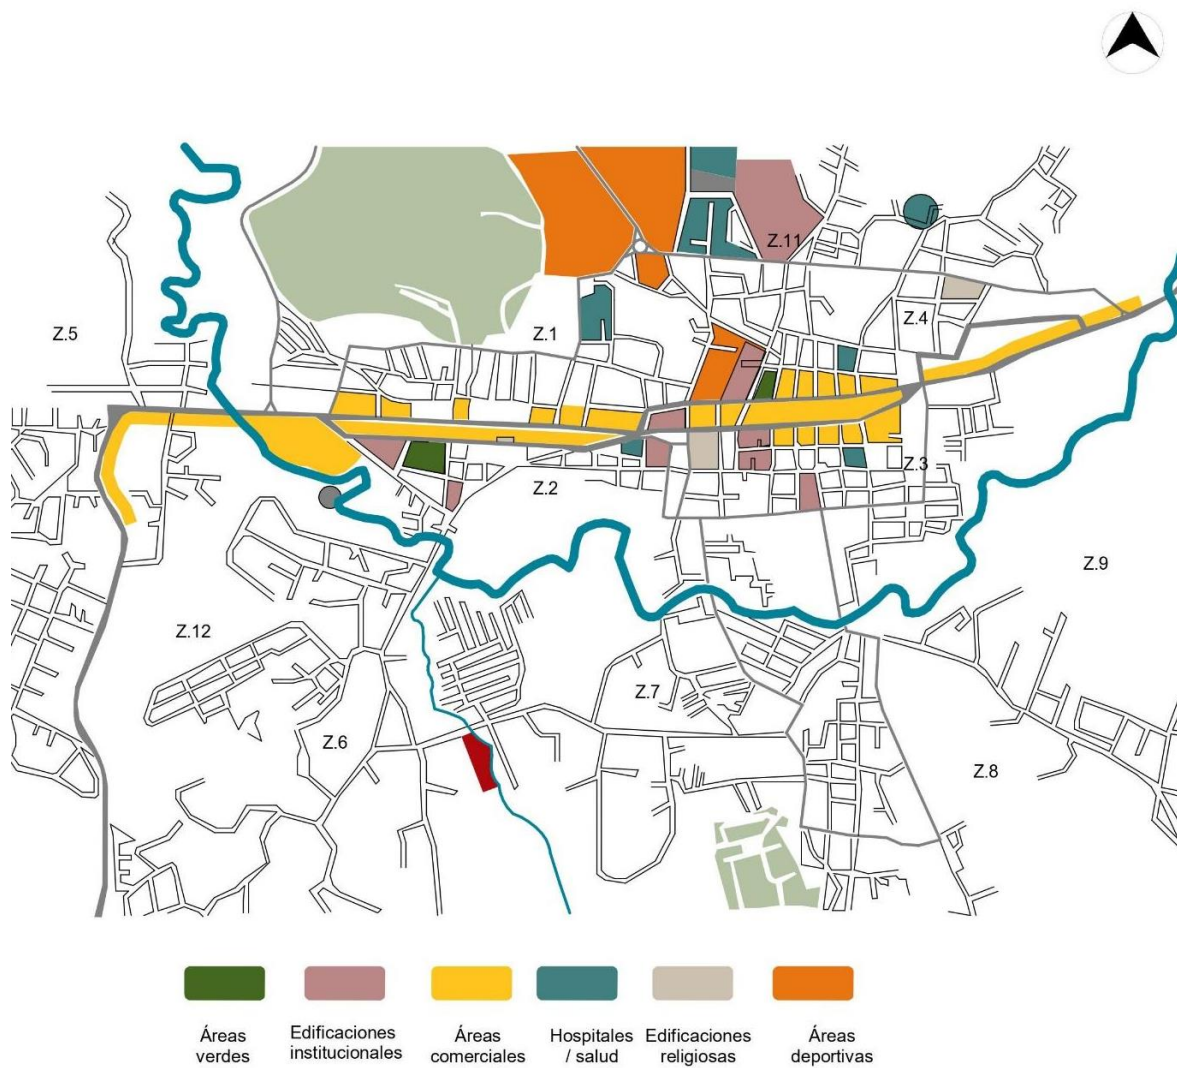 Z.11
Z.5
Z.1
Z.4
Z.3
Z.2
Z.9
Z.12
Z.7
Z.6
Z.8
Áreas
verdes
Edificaciones
institucionales
Áreas
comerciales
Hospitales
/ salud
Edificaciones
religiosas
Áreas
deportivas